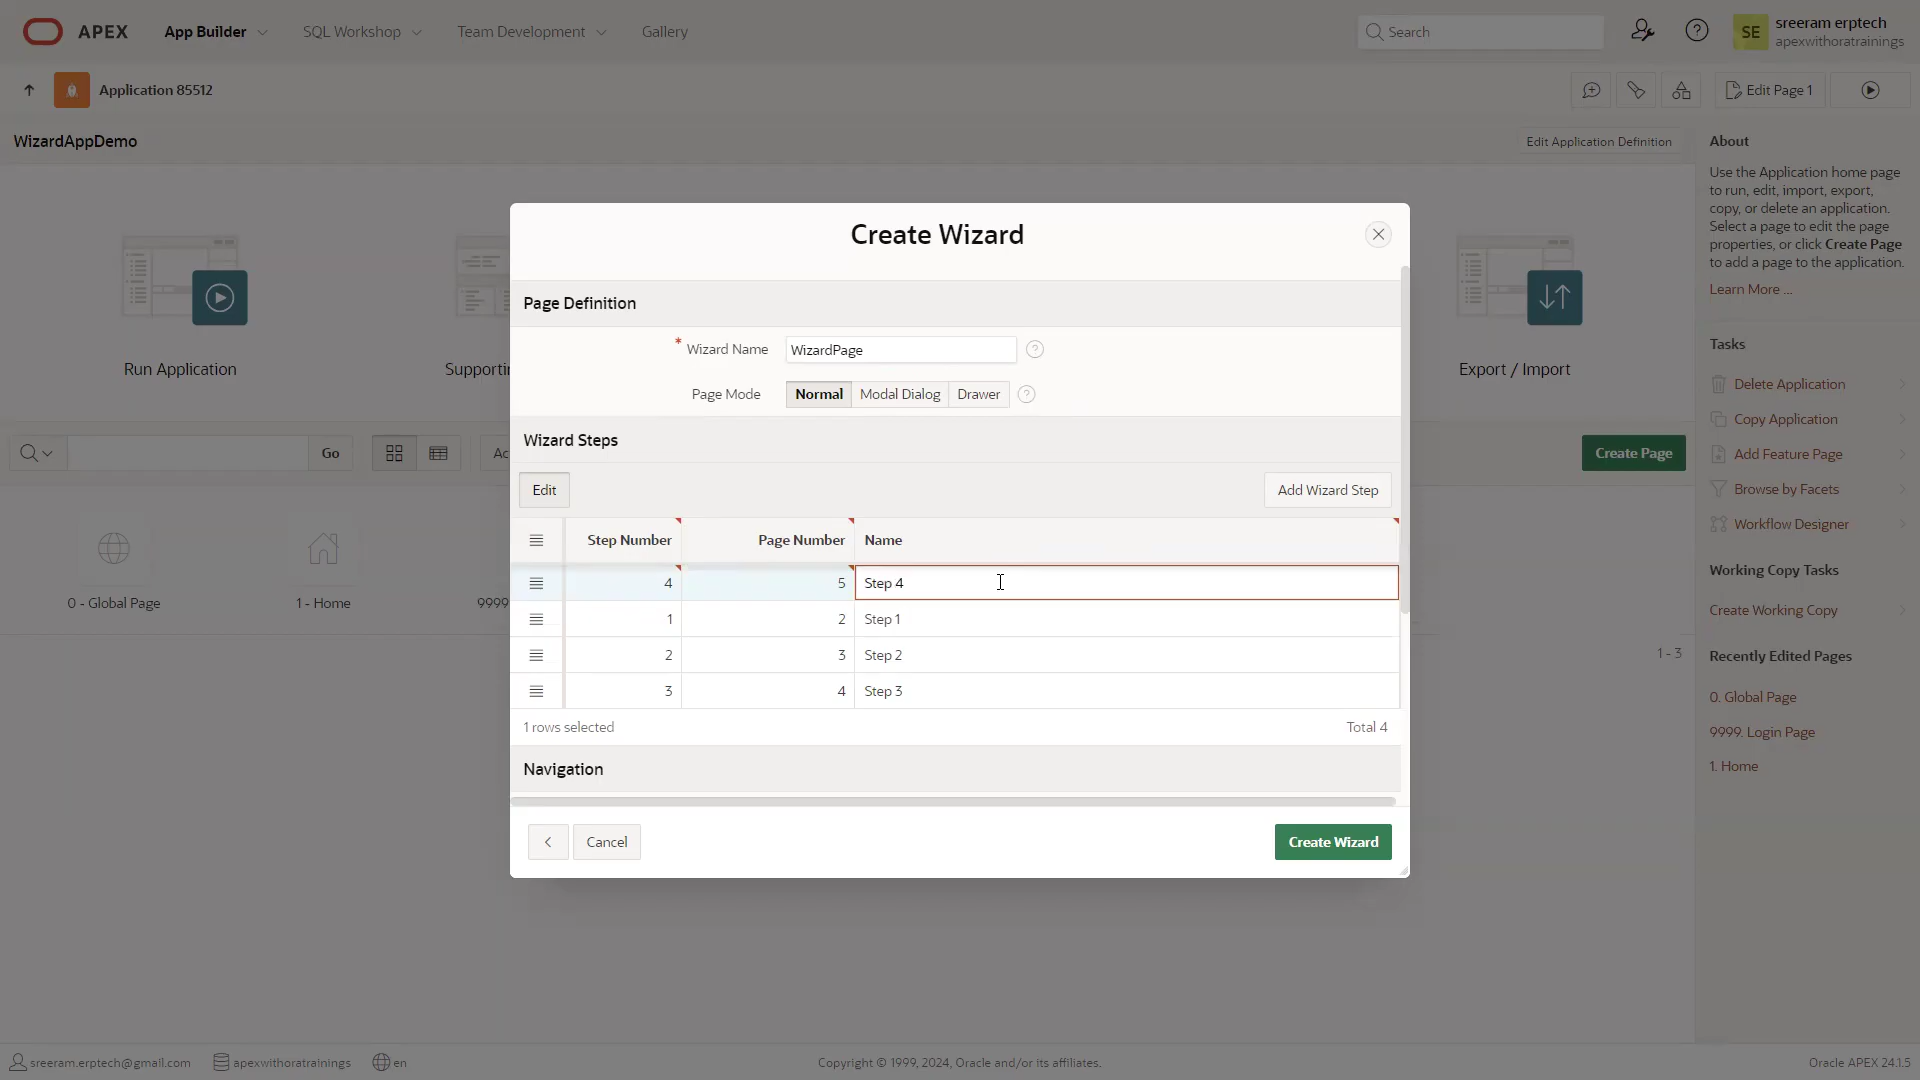 APEX
App Builder
SQL Workshop
Team Development
Gallery
Search
SE
sreeram erptech
apexwithoratrainings
Application 85512
Edit Page 1
WizardAppDemo
Edit Application Definition
About
Use the Application home page
to run, edit, import, export,
copy, or delete an application.
Select a page to edit the page
properties, or click Create Page
to add a page to the application.
Learn More ...
Run Application
Supporti
Export / Import
Go
Ac
Create Page
0 - Global Page
1 - Home
9999
1 - 3
Tasks
Delete Application
Copy Application
Add Feature Page
Browse by Facets
Workflow Designer
Working Copy Tasks
Create Working Copy
Recently Edited Pages
0. Global Page
9999. Login Page
1. Home
Create Wizard
Page Definition
* Wizard Name WizardPage ?
Page Mode Normal Modal Dialog Drawer ?
Wizard Steps
Edit Add Wizard Step
Step Number Page Number Name
4 5 Step 4
1 2 Step 1
2 3 Step 2
3 4 Step 3
1 rows selected Total 4
Navigation
Cancel Create Wizard
sreeram.erptech@gmail.com apexwithoratrainings en
Copyright © 1999, 2024, Oracle and/or its affiliates.
Oracle APEX 24.1.5